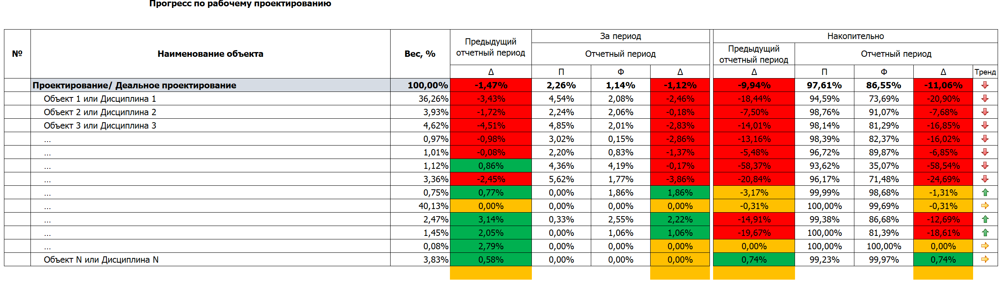 Прогресс по рабочему проектированию
№ Наименование объекта Вес, % Предыдущий отчетный период За период Накопительно
Отчетный период Предыдущий отчетный период Отчетный период
Δ П Ф Δ Δ П Ф Δ Тренд
Проектирование/ Деальное проектирование 100,00% -1,47% 2,26% 1,14% -1,12% -9,94% 97,61% 86,55% -11,06%
Объект 1 или Дисциплина 1 36,26% -3,43% 4,54% 2,08% -2,46% -18,44% 94,59% 73,69% -20,90%
Объект 2 или Дисциплина 2 3,93% -1,72% 2,24% 2,06% -0,18% -7,50% 98,76% 91,07% -7,68%
Объект 3 или Дисциплина 3 4,62% -4,51% 4,85% 2,01% -2,83% -14,01% 98,14% 81,29% -16,85%
... 0,97% -0,98% 3,02% 0,15% -2,86% -13,16% 98,39% 82,37% -16,02%
... 1,01% -0,08% 2,20% 0,83% -1,37% -5,48% 96,72% 89,87% -6,85%
... 1,12% 0,86% 4,36% 4,19% -0,17% -58,37% 93,62% 35,07% -58,54%
... 3,36% -2,45% 5,62% 1,77% -3,86% -20,84% 96,17% 71,48% -24,69%
... 0,75% 0,77% 0,00% 1,86% 1,86% -3,17% 99,99% 98,68% -1,31%
... 40,13% 0,00% 0,00% 0,00% 0,00% -0,31% 100,00% 99,69% -0,31%
... 2,47% 3,14% 0,33% 2,55% 2,22% -14,91% 99,38% 86,68% -12,69%
... 1,45% 2,05% 0,00% 1,06% 1,06% -19,67% 100,00% 81,39% -18,61%
... 0,08% 2,79% 0,00% 0,00% 0,00% 0,00% 100,00% 100,00% 0,00%
Объект N или Дисциплина N 3,83% 0,58% 0,00% 0,00% 0,00% 0,74% 99,23% 99,97% 0,74%